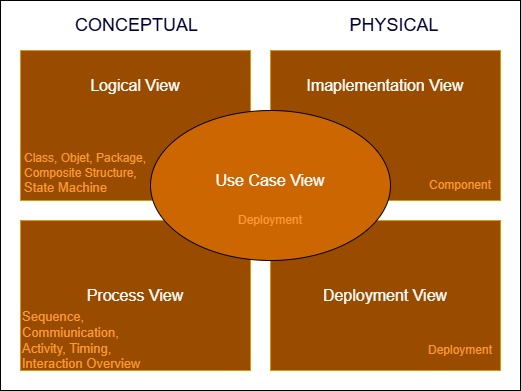 CONCEPTUAL
PHYSICAL
Logical View
Class, Objet, Package,
Composite Structure,
State Machine
Imaplementation View
Component
Use Case View
Deployment
Process View
Sequence,
Commiunication,
Activity, Timing,
Interaction Overview
Deployment View
Deployment